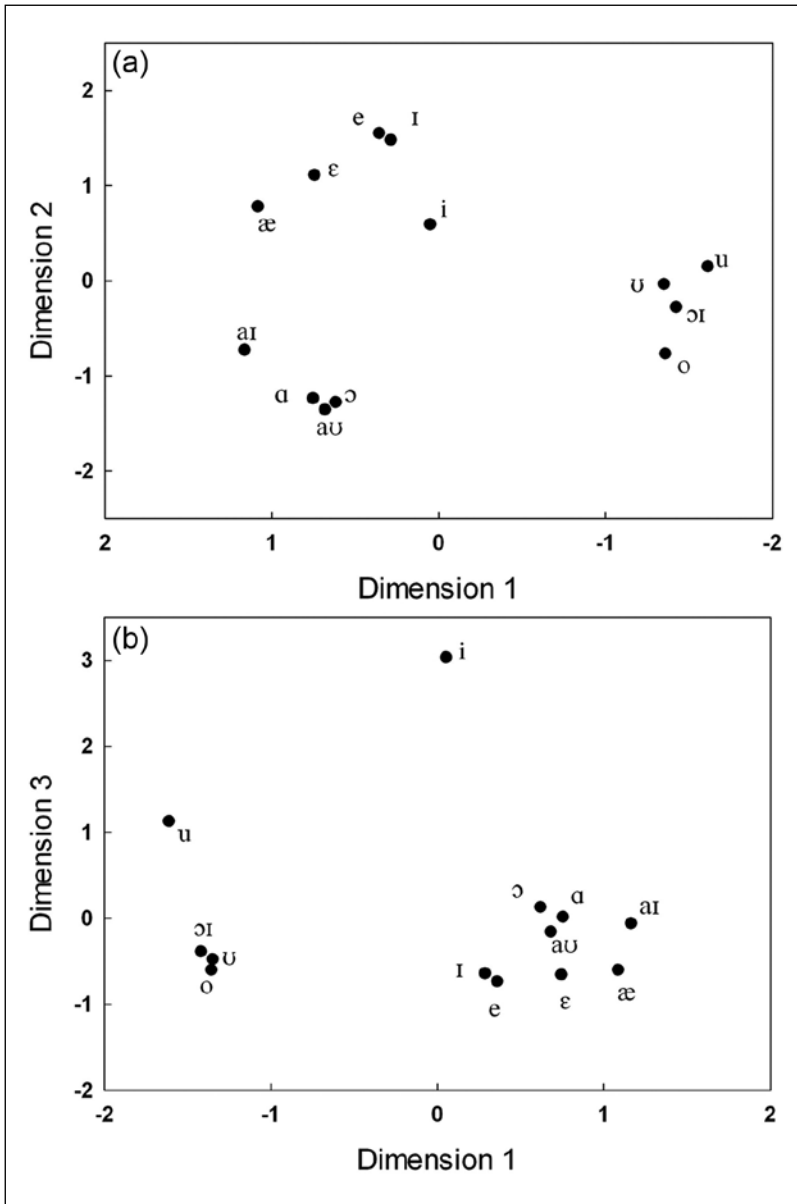 (a)
2
e ɪ
ɛ
1
æ
i
Dimension 2
0
u
ʊ
ɔɪ
aɪ
o
-1
ɑ ɔ
aʊ
-2
2 1 0 -1 -2
Dimension 1
(b)
3
i
2
Dimension 3
1
u
ɔ ɑ
aɪ
0
ɔɪ
ʊ
aʊ
o
ɪ
e ɛ æ
-1
-2
-2 -1 0 1 2
Dimension 1